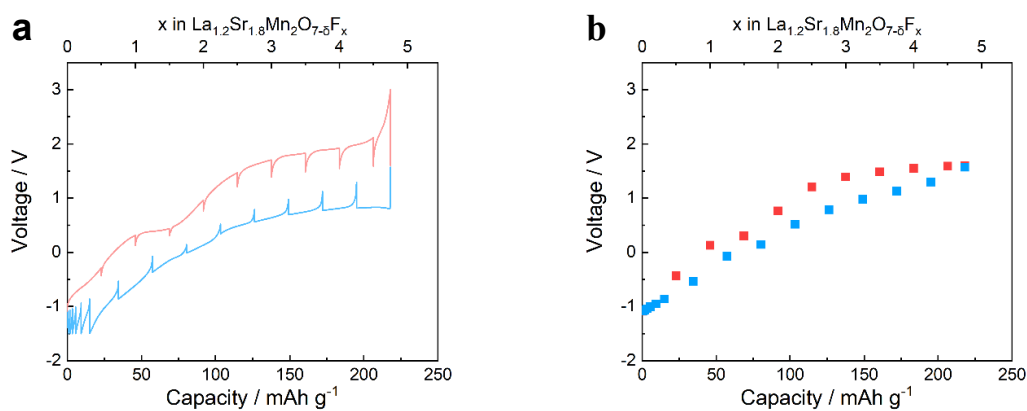 a
x in La1.2Sr1.8Mn2O7-δFx
0 1 2 3 4 5
Voltage / V
3
2
1
0
-1
-2
0 50 100 150 200 250
Capacity / mAh g-1
b
x in La1.2Sr1.8Mn2O7-δFx
0 1 2 3 4 5
Voltage / V
3
2
1
0
-1
-2
0 50 100 150 200 250
Capacity / mAh g-1